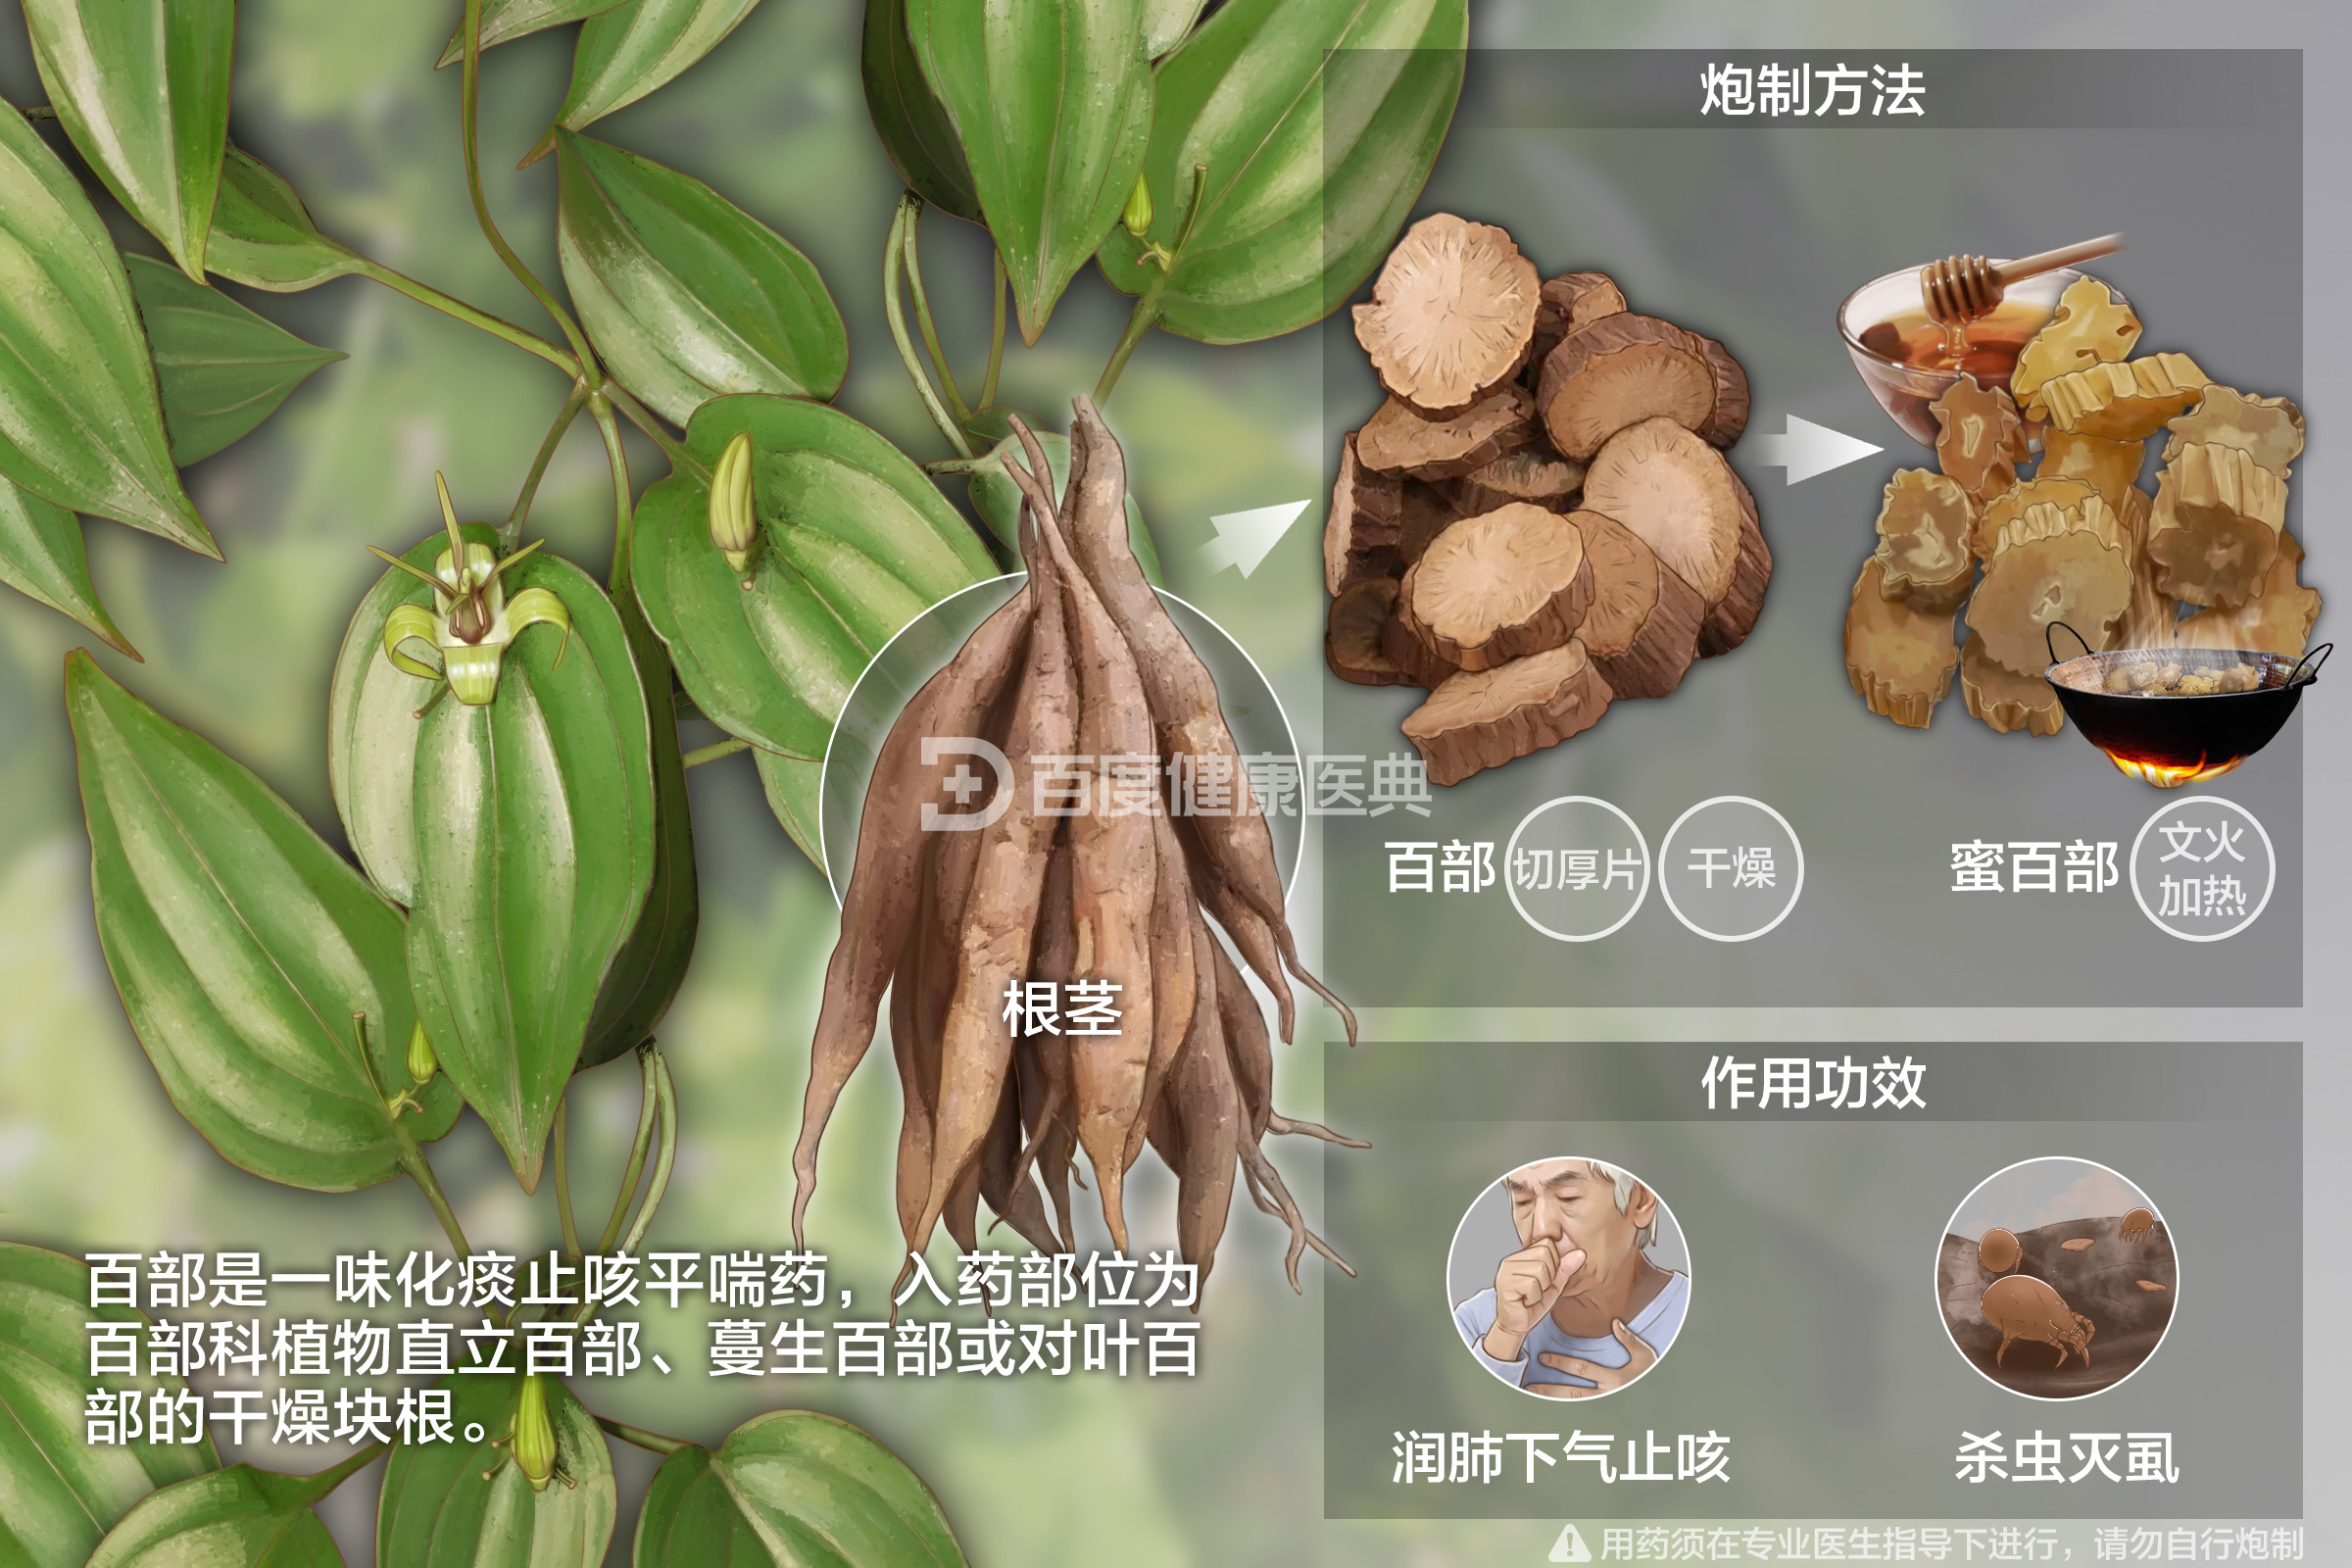 炮制方法
百部
切厚片
干燥
蜜百部
文火
加热
百度健康医典
根茎
作用功效
润肺下气止咳
杀虫灭虱
百部是一味化痰止咳平喘药，入药部位为
百部科植物直立百部、蔓生百部或对叶百
部的干燥块根。
用药须在专业医生指导下进行，请勿自行炮制